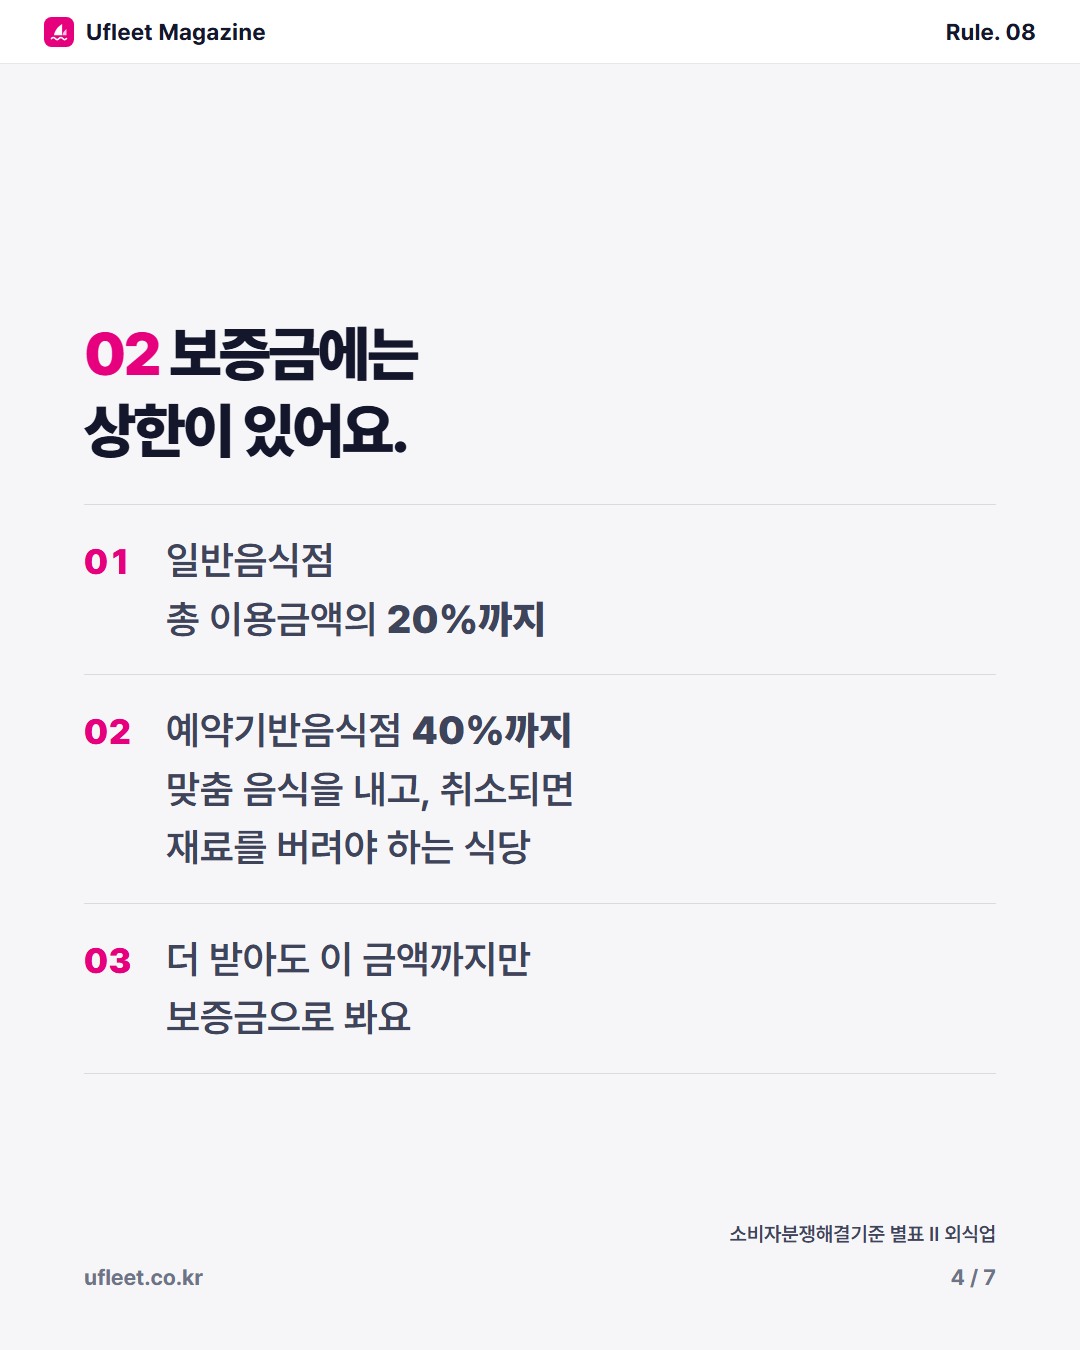 Ufleet Magazine
Rule. 08
02 보증금에는
상한이 있어요.
01 일반음식점
총 이용금액의 20%까지
02 예약기반음식점 40%까지
맞춤 음식을 내고, 취소되면
재료를 버려야 하는 식당
03 더 받아도 이 금액까지만
보증금으로 봐요
소비자분쟁해결기준 별표 II 외식업
ufleet.co.kr
4 / 7